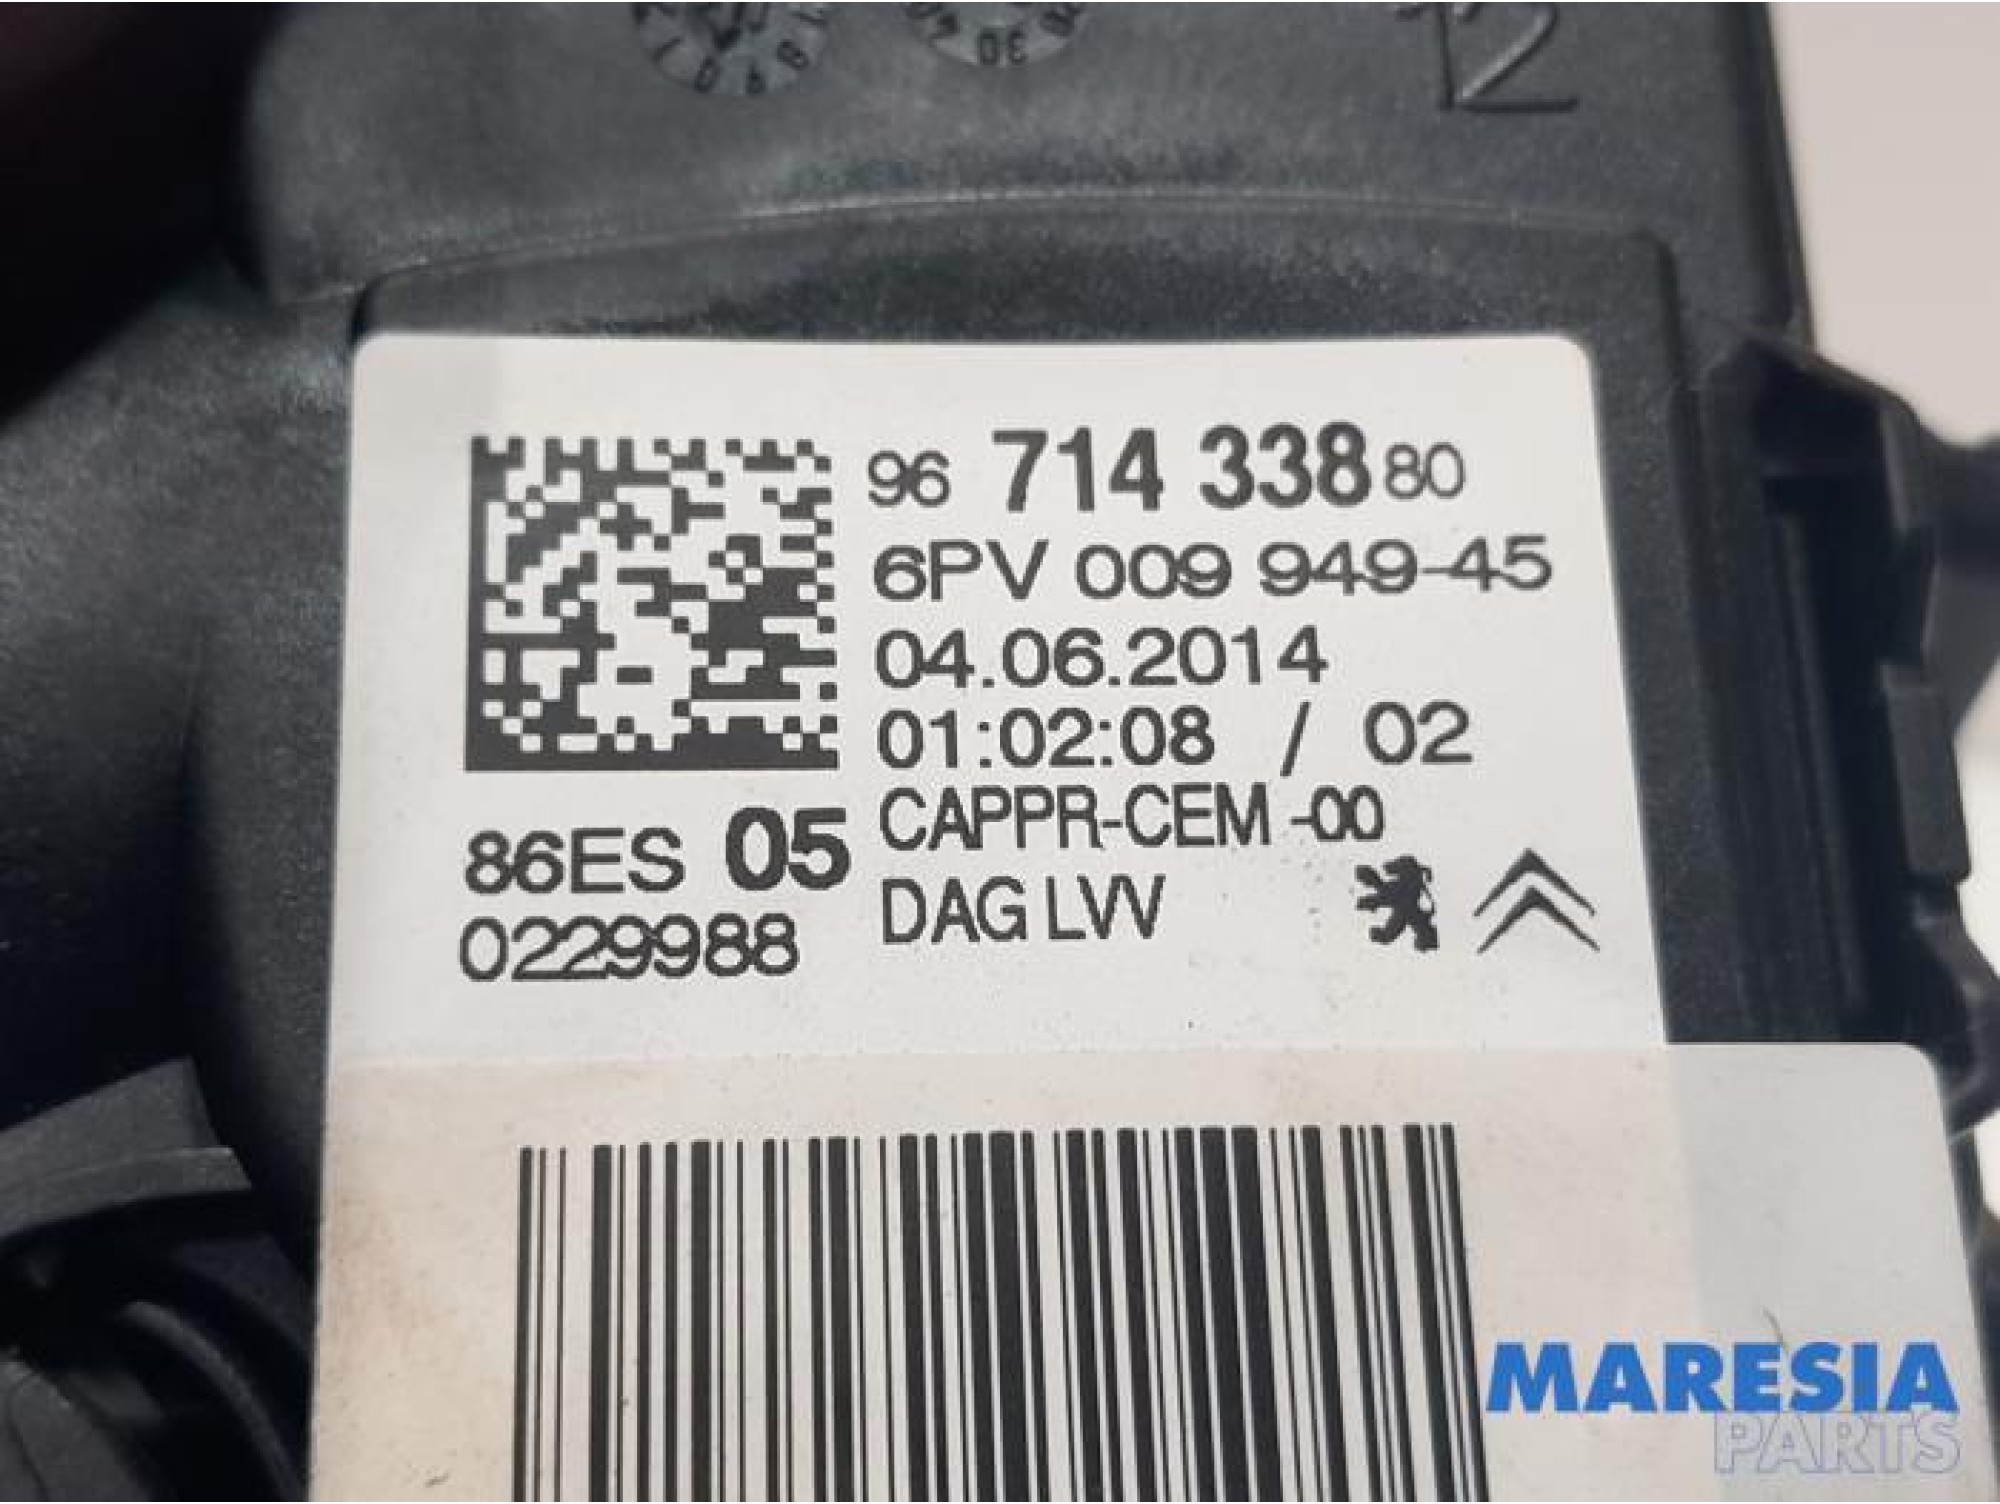 12
96 714 338 80
6PV 009 949-45
04.06.2014
01:02:08 / 02
CAPPR-CEM -00
86ES 05
DAG LVV
0229988
MARESIA
PARTS